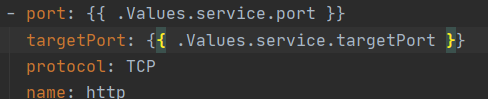 - port: {{ .Values.service.port }}
targetPort: {{ .Values.service.targetPort }}
protocol: TCP
name: http